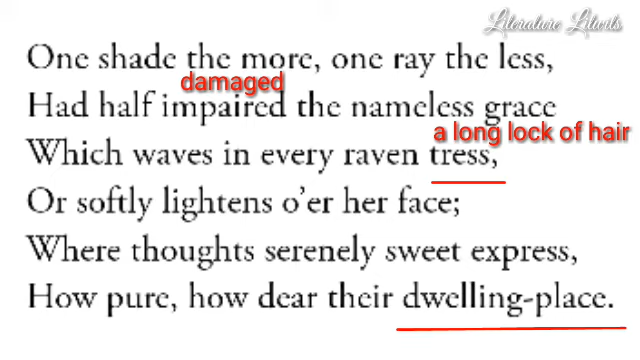 Literature Litwits
One shade the more, one ray the less,
damaged
Had half impaired the nameless grace
a long lock of hair
Which waves in every raven tress,
Or softly lightens o'er her face;
Where thoughts serenely sweet express,
How pure, how dear their dwelling-place.